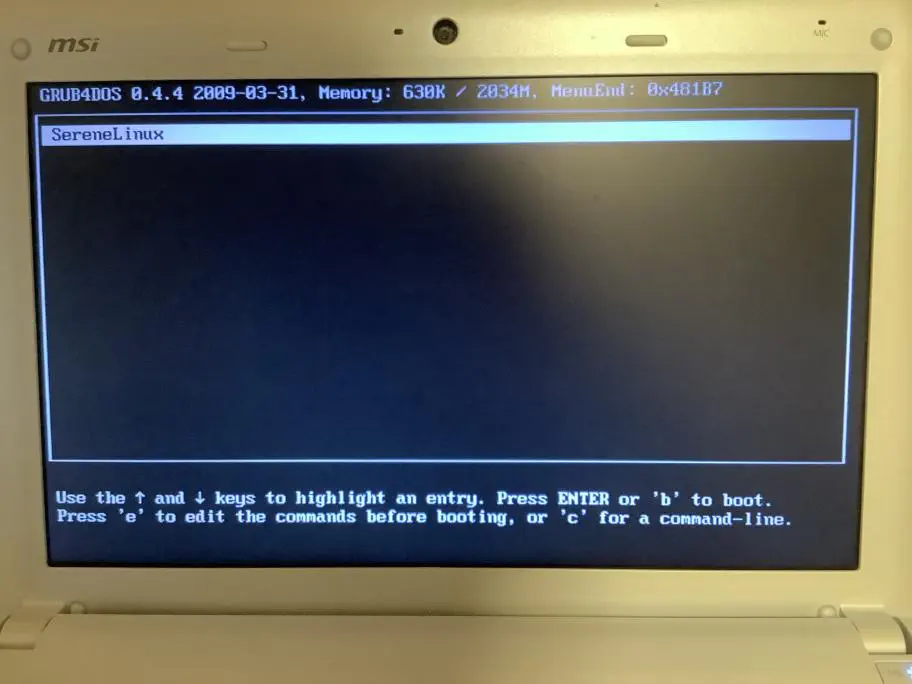 msi
MIC
GRUB4DOS 0.4.4 2009-03-31, Memory: 630K / 2034M, MenuEnd: 0x481B7
SereneLinux
Use the ↑ and ↓ keys to highlight an entry. Press ENTER or 'b' to boot.
Press 'e' to edit the commands before booting, or 'c' for a command-line.